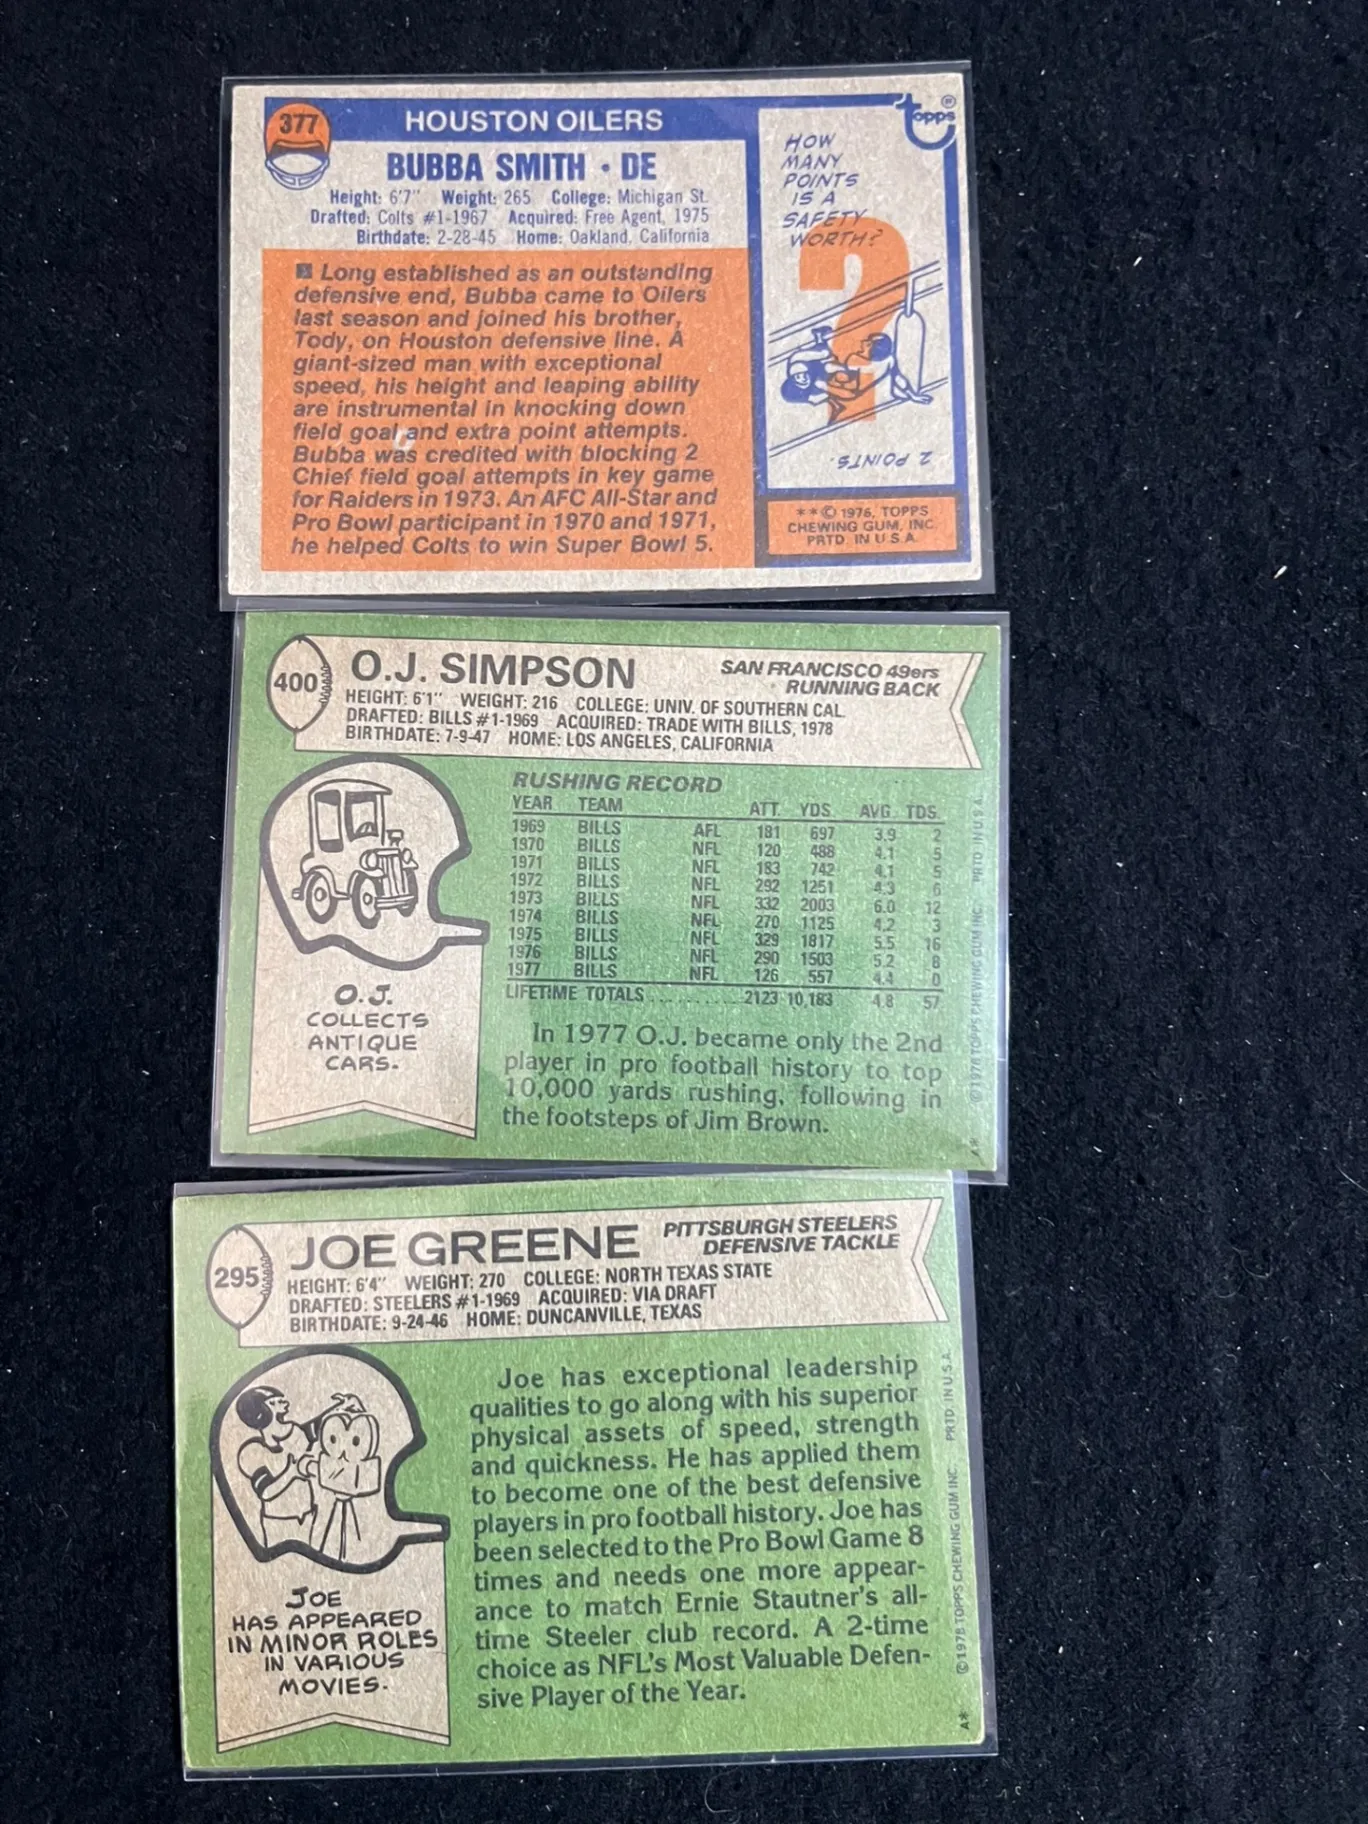 377
HOUSTON OILERS
BUBBA SMITH • DE
Height: 6'7" Weight: 265 College: Michigan St.
Drafted: Colts #1-1967 Acquired: Free Agent, 1975
Birthdate: 2-28-45 Home: Oakland, California
Long established as an outstanding
defensive end, Bubba came to Oilers
last season and joined his brother,
Tody, on Houston defensive line. A
giant-sized man with exceptional
speed, his height and leaping ability
are instrumental in knocking down
field goal and extra point attempts.
Bubba was credited with blocking 2
Chief field goal attempts in key game
for Raiders in 1973. An AFC All-Star and
Pro Bowl participant in 1970 and 1971,
he helped Colts to win Super Bowl 5.
topps®
HOW
MANY
POINTS
IS A
SAFETY
WORTH?
?
2 POINTS.
**© 1976, TOPPS
CHEWING GUM, INC.
PRTD. IN U.S.A.
400
O.J. SIMPSON
SAN FRANCISCO 49ers
RUNNING BACK
HEIGHT: 6'1" WEIGHT: 216 COLLEGE: UNIV. OF SOUTHERN CAL.
DRAFTED: BILLS #1-1969 ACQUIRED: TRADE WITH BILLS, 1978
BIRTHDATE: 7-9-47 HOME: LOS ANGELES, CALIFORNIA
RUSHING RECORD
YEAR TEAM ATT. YDS. AVG. TDS.
1969 BILLS AFL 181 697 3.9 2
1970 BILLS NFL 120 488 4.1 5
1971 BILLS NFL 183 742 4.1 5
1972 BILLS NFL 292 1251 4.3 6
1973 BILLS NFL 332 2003 6.0 12
1974 BILLS NFL 270 1125 4.2 3
1975 BILLS NFL 329 1817 5.5 16
1976 BILLS NFL 290 1503 5.2 8
1977 BILLS NFL 126 557 4.4 0
LIFETIME TOTALS .......... 2123 10,183 4.8 57
In 1977 O.J. became only the 2nd
player in pro football history to top
10,000 yards rushing, following in
the footsteps of Jim Brown.
O.J.
COLLECTS
ANTIQUE
CARS.
A* ©1978 TOPPS CHEWING GUM INC. PRTD. IN U.S.A.
295
JOE GREENE
PITTSBURGH STEELERS
DEFENSIVE TACKLE
HEIGHT: 6'4" WEIGHT: 270 COLLEGE: NORTH TEXAS STATE
DRAFTED: STEELERS #1-1969 ACQUIRED: VIA DRAFT
BIRTHDATE: 9-24-46 HOME: DUNCANVILLE, TEXAS
Joe has exceptional leadership
qualities to go along with his superior
physical assets of speed, strength
and quickness. He has applied them
to become one of the best defensive
players in pro football history. Joe has
been selected to the Pro Bowl Game 8
times and needs one more appear-
ance to match Ernie Stautner's all-
time Steeler club record. A 2-time
choice as NFL's Most Valuable Defen-
sive Player of the Year.
JOE
HAS APPEARED
IN MINOR ROLES
IN VARIOUS
MOVIES.
A* ©1978 TOPPS CHEWING GUM INC. PRTD. IN U.S.A.